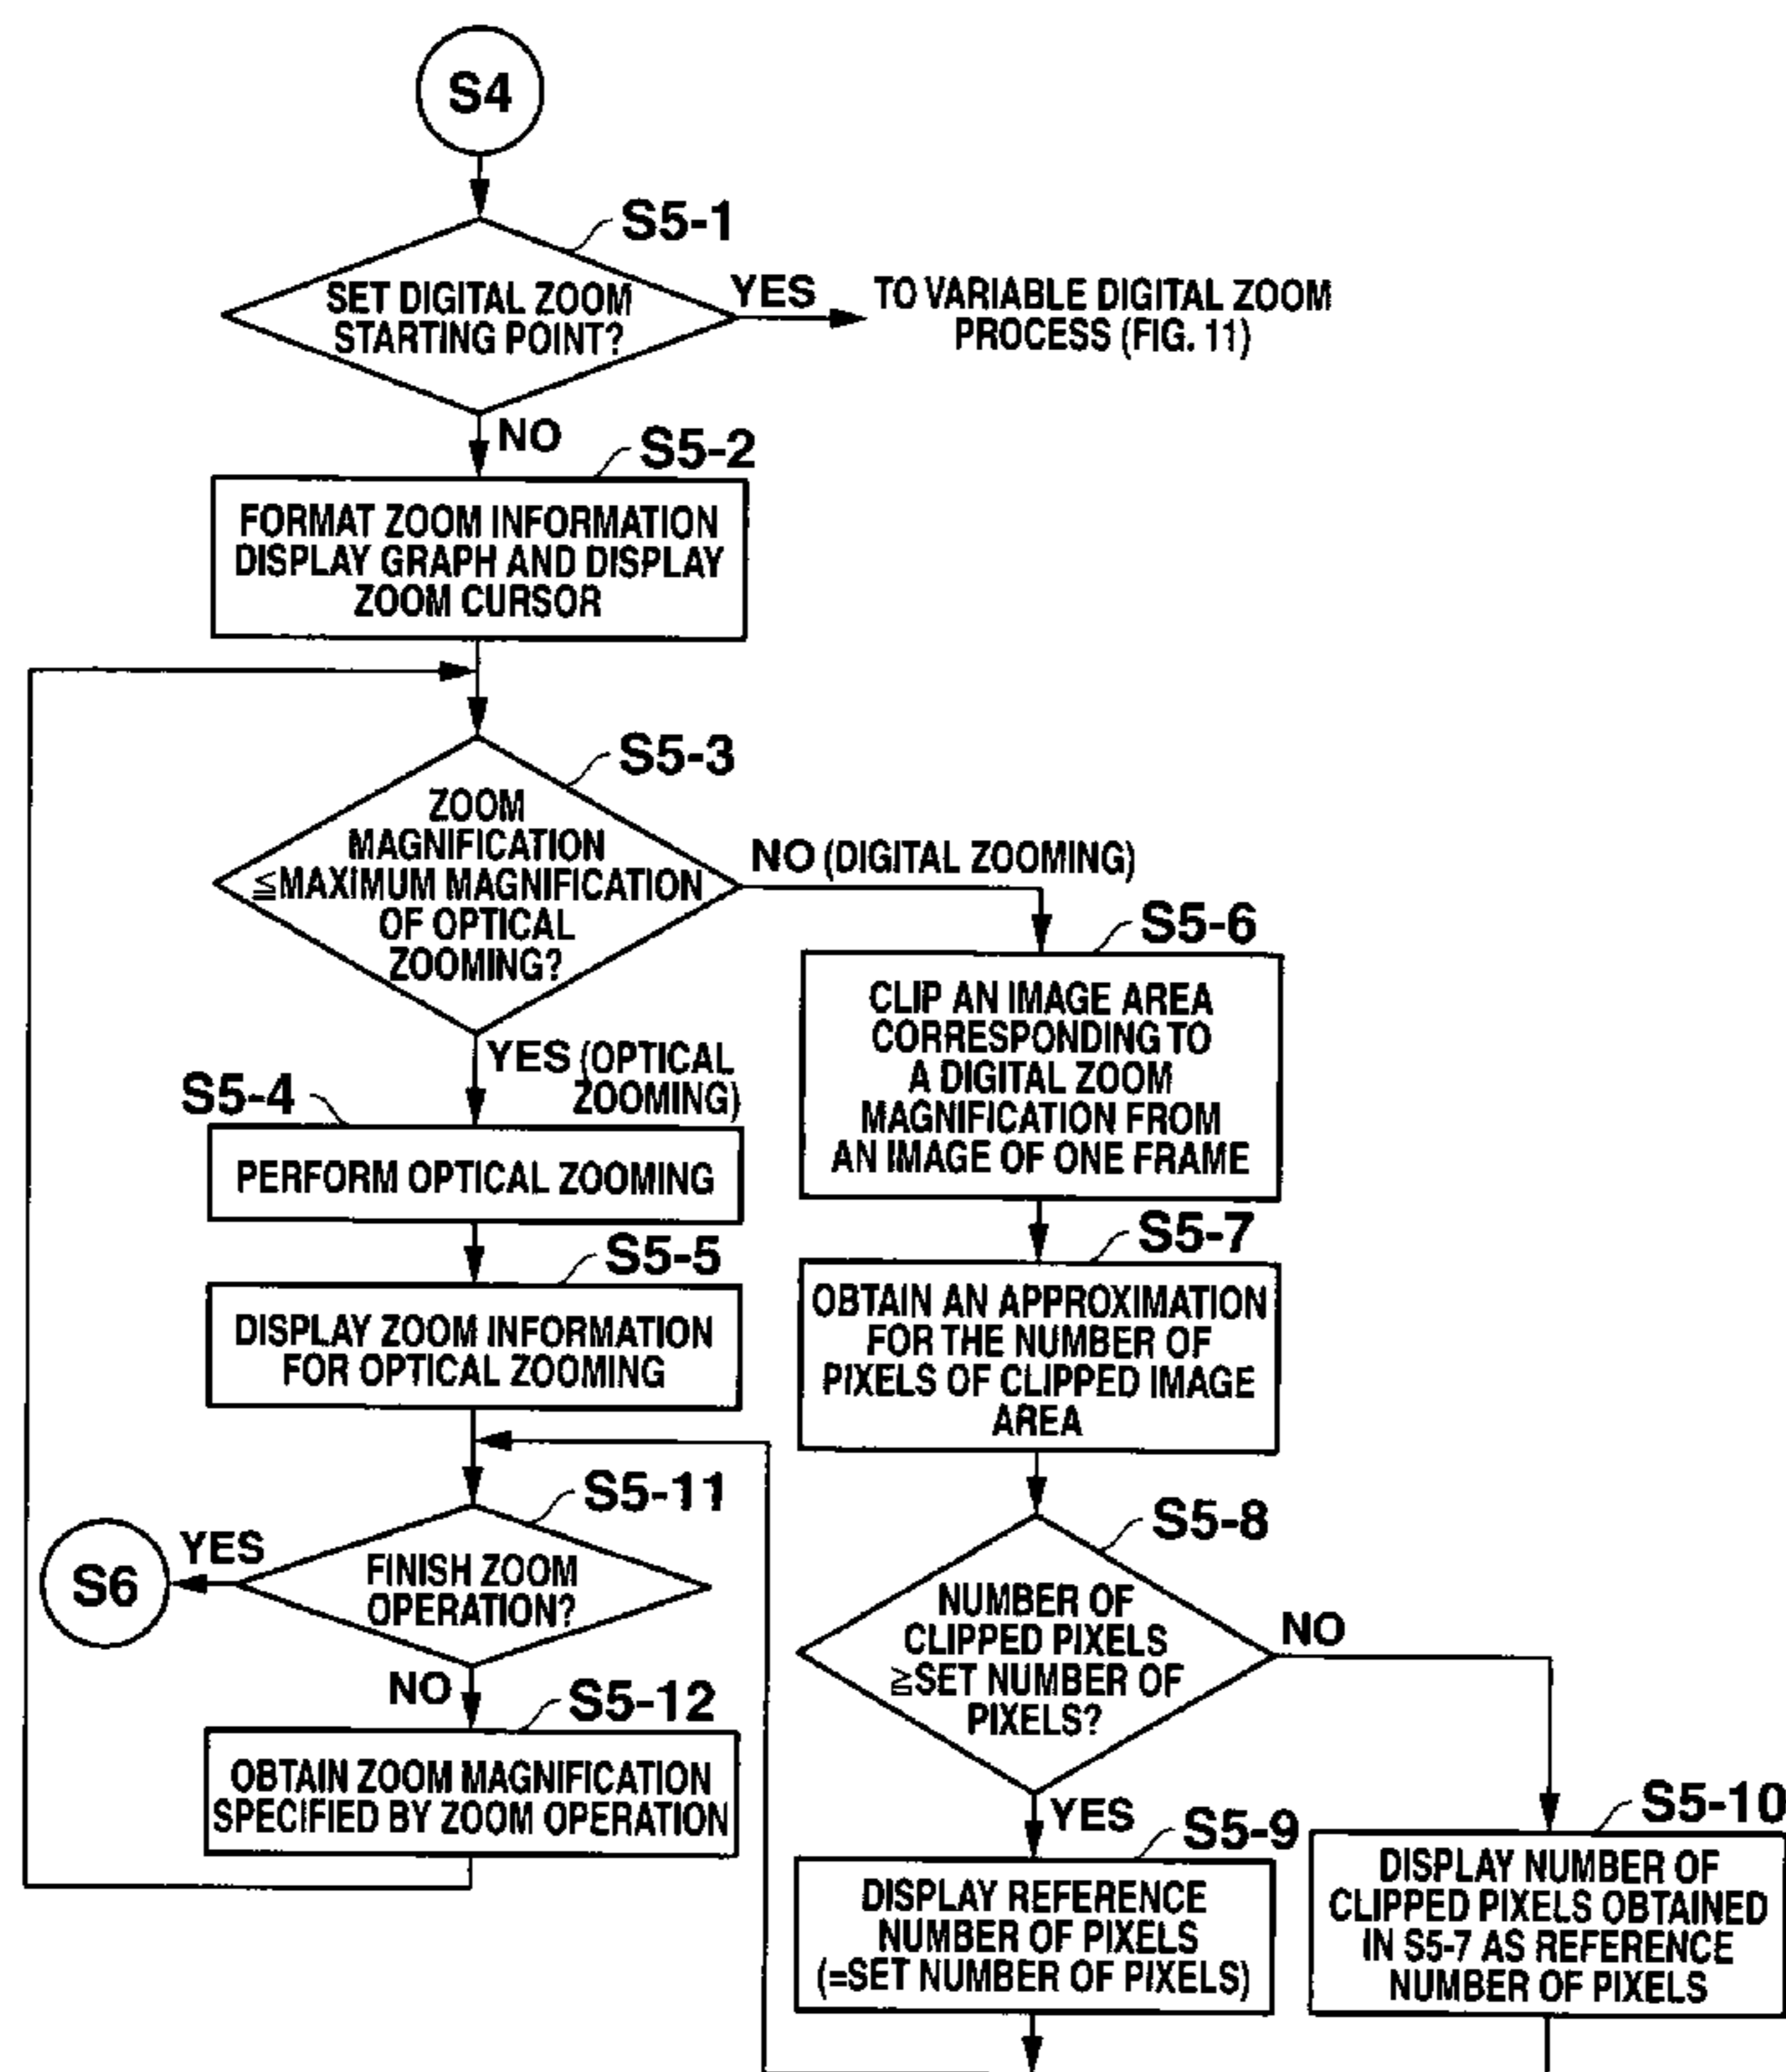 S4
S5-1
SET DIGITAL ZOOM
STARTING POINT?
YES
TO VARIABLE DIGITAL ZOOM
PROCESS (FIG. 11)
NO
S5-2
FORMAT ZOOM INFORMATION
DISPLAY GRAPH AND DISPLAY
ZOOM CURSOR
S5-3
ZOOM
MAGNIFICATION
≦MAXIMUM MAGNIFICATION
OF OPTICAL
ZOOMING?
NO (DIGITAL ZOOMING)
YES (OPTICAL
ZOOMING)
S5-4
PERFORM OPTICAL ZOOMING
S5-5
DISPLAY ZOOM INFORMATION
FOR OPTICAL ZOOMING
S5-6
CLIP AN IMAGE AREA
CORRESPONDING TO
A DIGITAL ZOOM
MAGNIFICATION FROM
AN IMAGE OF ONE FRAME
S5-7
OBTAIN AN APPROXIMATION
FOR THE NUMBER OF
PIXELS OF CLIPPED IMAGE
AREA
S5-11
FINISH ZOOM
OPERATION?
YES
S6
NO
S5-12
OBTAIN ZOOM MAGNIFICATION
SPECIFIED BY ZOOM OPERATION
S5-8
NUMBER OF
CLIPPED PIXELS
≧SET NUMBER OF
PIXELS?
NO
YES
S5-9
DISPLAY REFERENCE
NUMBER OF PIXELS
(=SET NUMBER OF PIXELS)
S5-10
DISPLAY NUMBER OF
CLIPPED PIXELS OBTAINED
IN S5-7 AS REFERENCE
NUMBER OF PIXELS